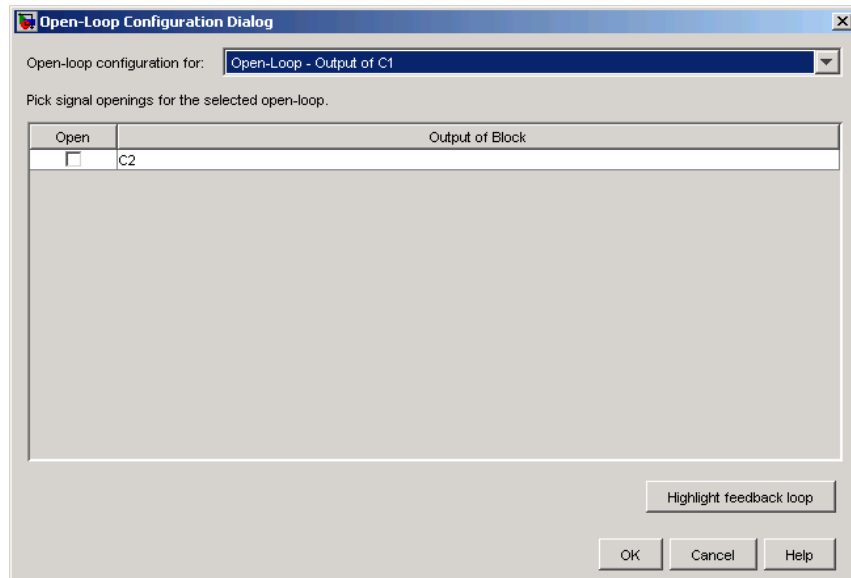 Open-Loop Configuration Dialog
Open-loop configuration for: Open-Loop - Output of C1
Pick signal openings for the selected open-loop.
Open Output of Block
C2
Highlight feedback loop
OK Cancel Help